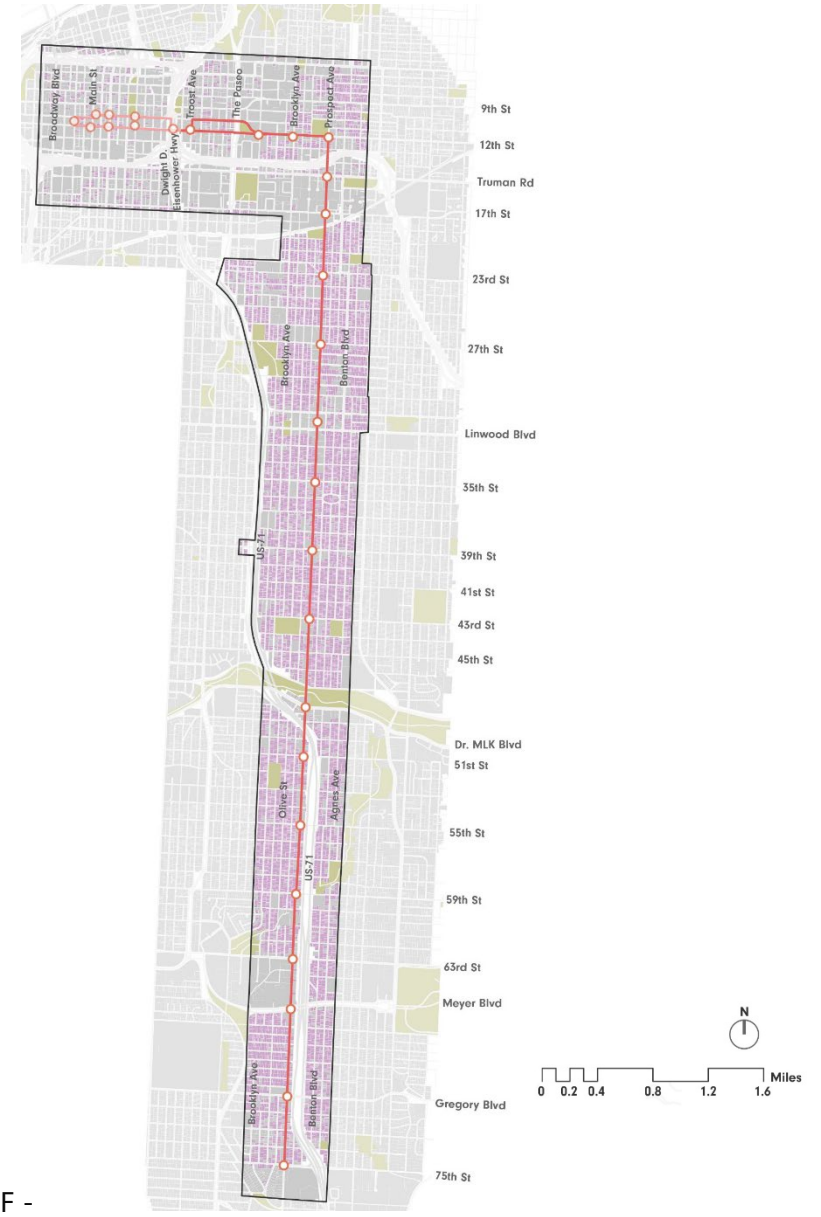 Broadway Blvd
Main St
Troost Ave
The Paseo
Brooklyn Ave
Prospect Ave
9th St
12th St
Dwight D.
Eisenhower Hwy
Truman Rd
17th St
23rd St
Brooklyn Ave
Benton Blvd
27th St
Linwood Blvd
35th St
US-71
39th St
41st St
43rd St
45th St
Dr. MLK Blvd
51st St
Olive St
Agnes Ave
55th St
US-71
59th St
63rd St
Meyer Blvd
N
Brooklyn Ave
Benton Blvd
Miles
0 0.2 0.4 0.8 1.2 1.6
Gregory Blvd
75th St
F -